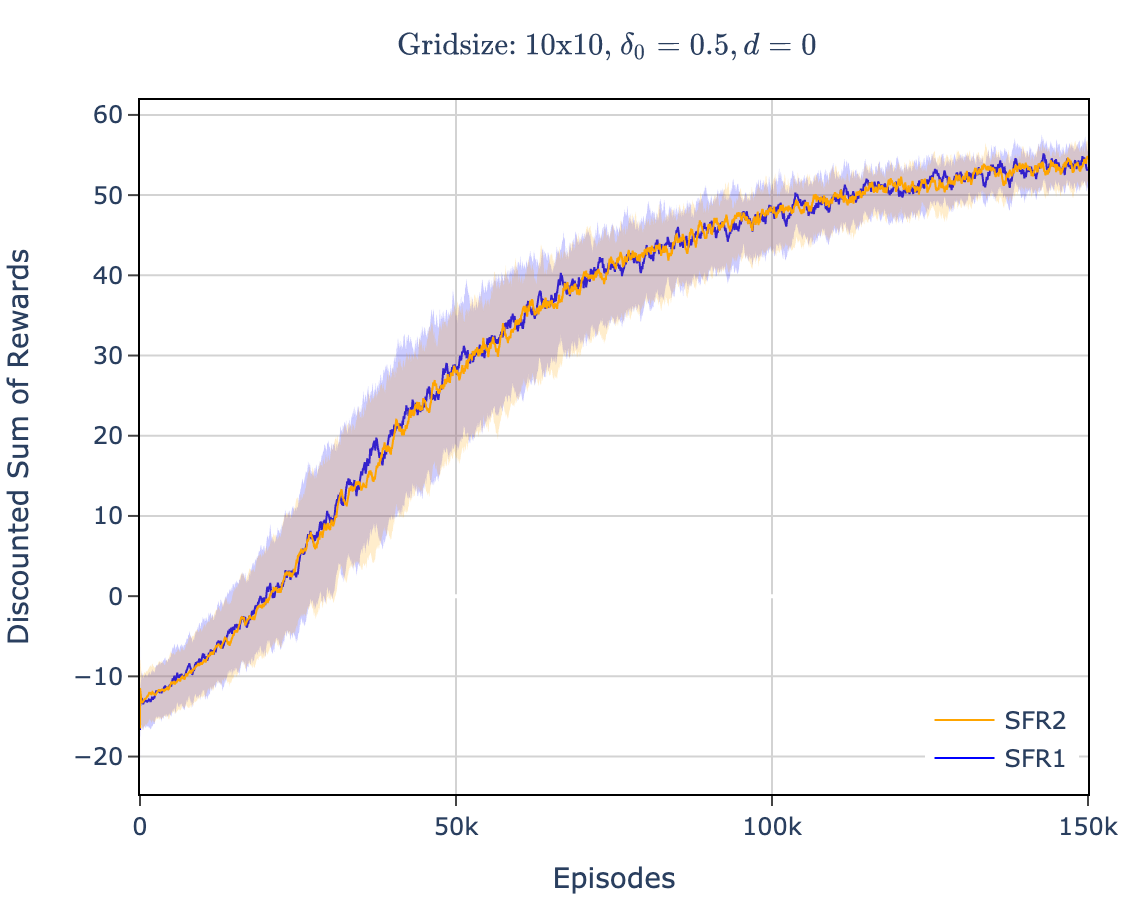 Gridsize: 10x10, δ₀ = 0.5, d = 0
Discounted Sum of Rewards
60
50
40
30
20
10
0
−10
−20
SFR2
SFR1
0 50k 100k 150k
Episodes